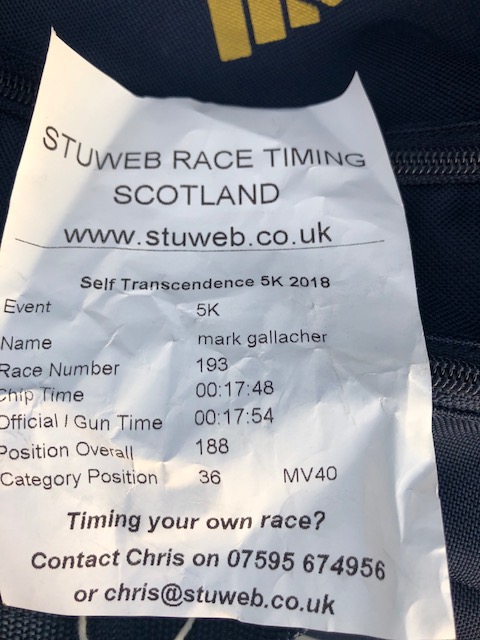 STUWEB RACE TIMING
SCOTLAND
www.stuweb.co.uk
Self Transcendence 5K 2018
Event 5K
Name mark gallacher
Race Number 193
Chip Time 00:17:48
Official / Gun Time 00:17:54
Position Overall 188
Category Position 36 MV40
Timing your own race?
Contact Chris on 07595 674956
or chris@stuweb.co.uk